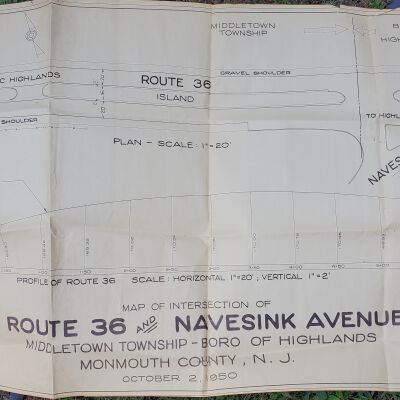 MIDDLETOWN
TOWNSHIP
B
HIGH
IC HIGHLANDS
ROUTE 36
GRAVEL SHOULDER
ISLAND
SHOULDER
TO HIGHL
PLAN - SCALE: 1"=20'
NAVES
PROFILE OF ROUTE 36 SCALE: HORIZONTAL 1"=20'; VERTICAL 1"=2'
MAP OF INTERSECTION OF
ROUTE 36 AND NAVESINK AVENUE
MIDDLETOWN TOWNSHIP - BORO OF HIGHLANDS
MONMOUTH COUNTY, N. J.
OCTOBER 2, 1950